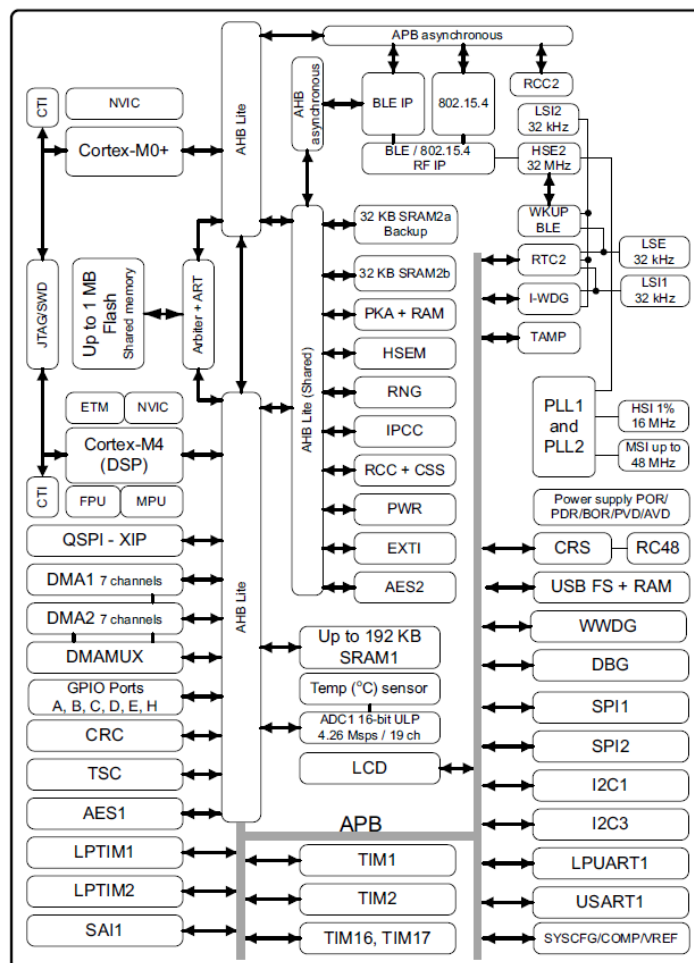 APB asynchronous
CTI
NVIC
AHB Lite
AHB
asynchronous
BLE IP
802.15.4
RCC2
LSI2
32 kHz
Cortex-M0+
BLE / 802.15.4
RF IP
HSE2
32 MHz
32 KB SRAM2a
Backup
WKUP
BLE
LSE
32 kHz
JTAG/SWD
Up to 1 MB
Flash
Shared memory
Arbiter + ART
AHB Lite (Shared)
32 KB SRAM2b
RTC2
LSI1
32 kHz
PKA + RAM
I-WDG
HSEM
TAMP
RNG
ETM
NVIC
IPCC
PLL1
and
PLL2
HSI 1%
16 MHz
Cortex-M4
(DSP)
RCC + CSS
MSI up to
48 MHz
CTI
FPU
MPU
PWR
Power supply POR/
PDR/BOR/PVD/AVD
QSPI - XIP
EXTI
CRS
RC48
DMA1 7 channels
AHB Lite
AES2
USB FS + RAM
DMA2 7 channels
WWDG
DMAMUX
Up to 192 KB
SRAM1
DBG
GPIO Ports
A, B, C, D, E, H
Temp (°C) sensor
SPI1
CRC
ADC1 16-bit ULP
4.26 Msps / 19 ch
SPI2
TSC
LCD
I2C1
AES1
APB
I2C3
LPTIM1
TIM1
LPUART1
LPTIM2
TIM2
USART1
SAI1
TIM16, TIM17
SYSCFG/COMP/VREF